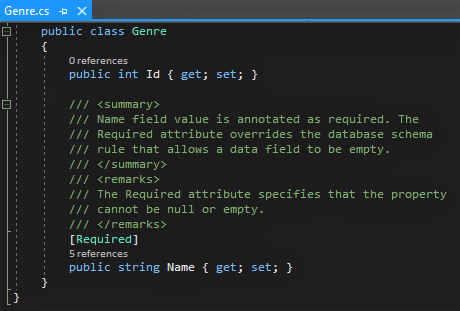 Genre.cs
public class Genre
{
0 references
public int Id { get; set; }
/// <summary>
/// Name field value is annotated as required. The
/// Required attribute overrides the database schema
/// rule that allows a data field to be empty.
/// </summary>
/// <remarks>
/// The Required attribute specifies that the property
/// cannot be null or empty.
/// </remarks>
[Required]
5 references
public string Name { get; set; }
}
}